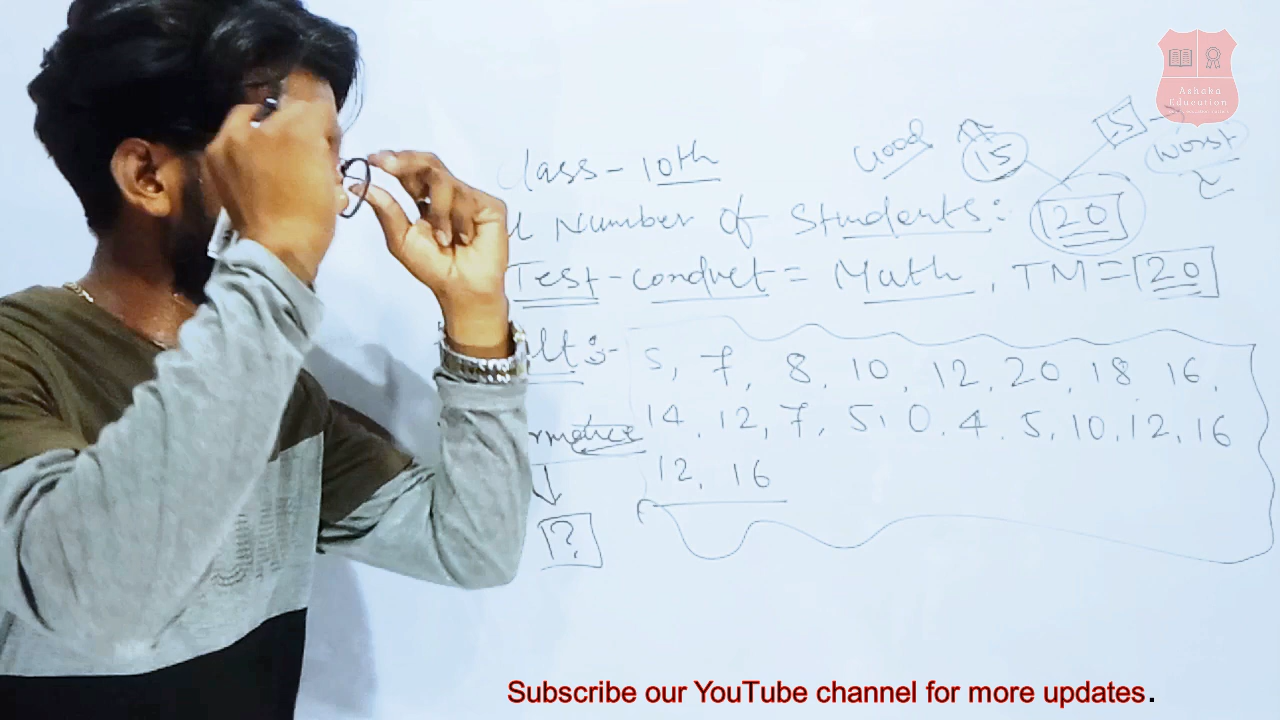 Ashoka
Education
Good 15 5 → Worst
Class - 10th
Number of Students: 20
Test - conduct = Math, TM = 20
5, 7, 8, 10, 12, 20, 18, 16,
14, 12, 7, 5, 0, 4, 5, 10, 12, 16
12, 16
?
Subscribe our YouTube channel for more updates.